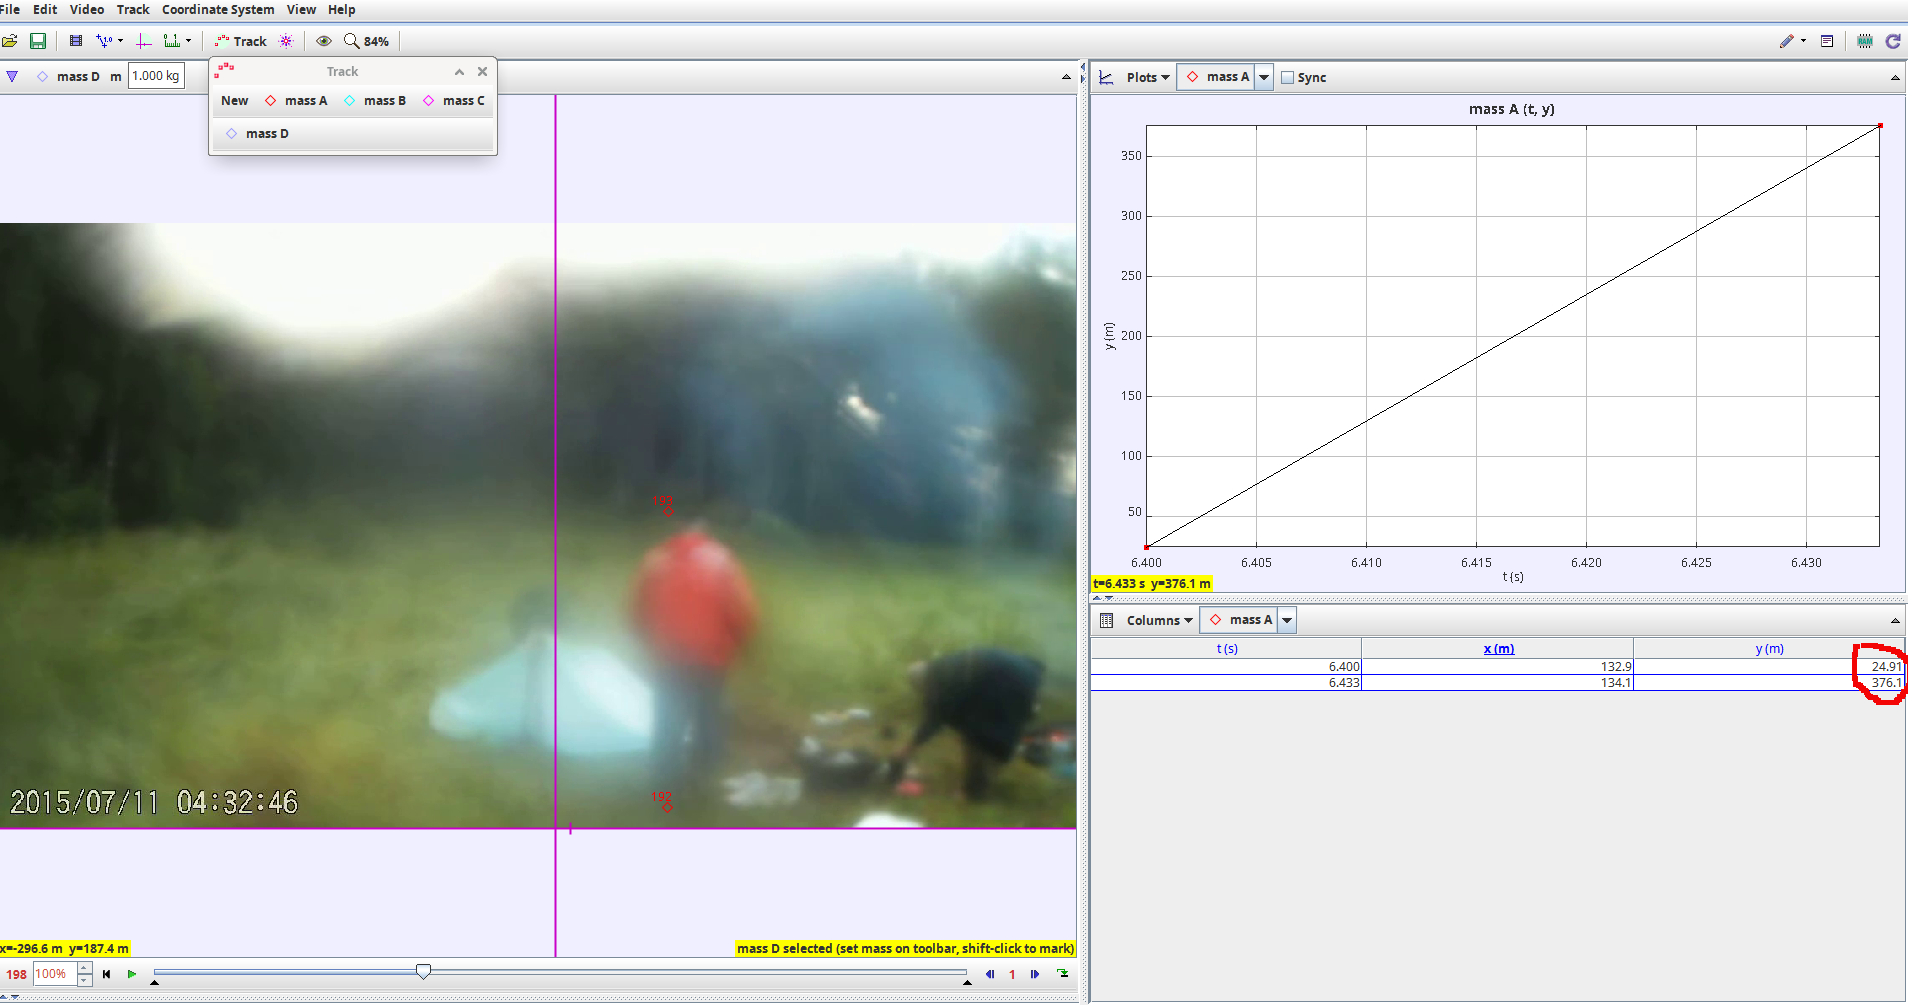 File Edit Video Track Coordinate System View Help
Track 84%
mass D m 1.000 kg
Track
New mass A mass B mass C
mass D
192
2015/07/11 04:32:46
x=-296.6 m y=187.4 m
mass D selected (set mass on toolbar, shift-click to mark)
198 100% 1
Plots mass A Sync
mass A (t, y)
350
300
250
200
150
100
50
y (m)
6.400 6.405 6.410 6.415 6.420 6.425 6.430
t (s)
t=6.433 s y=376.1 m
Columns mass A
t (s) x (m) y (m)
6.400 132.9 24.91
6.433 134.1 376.1